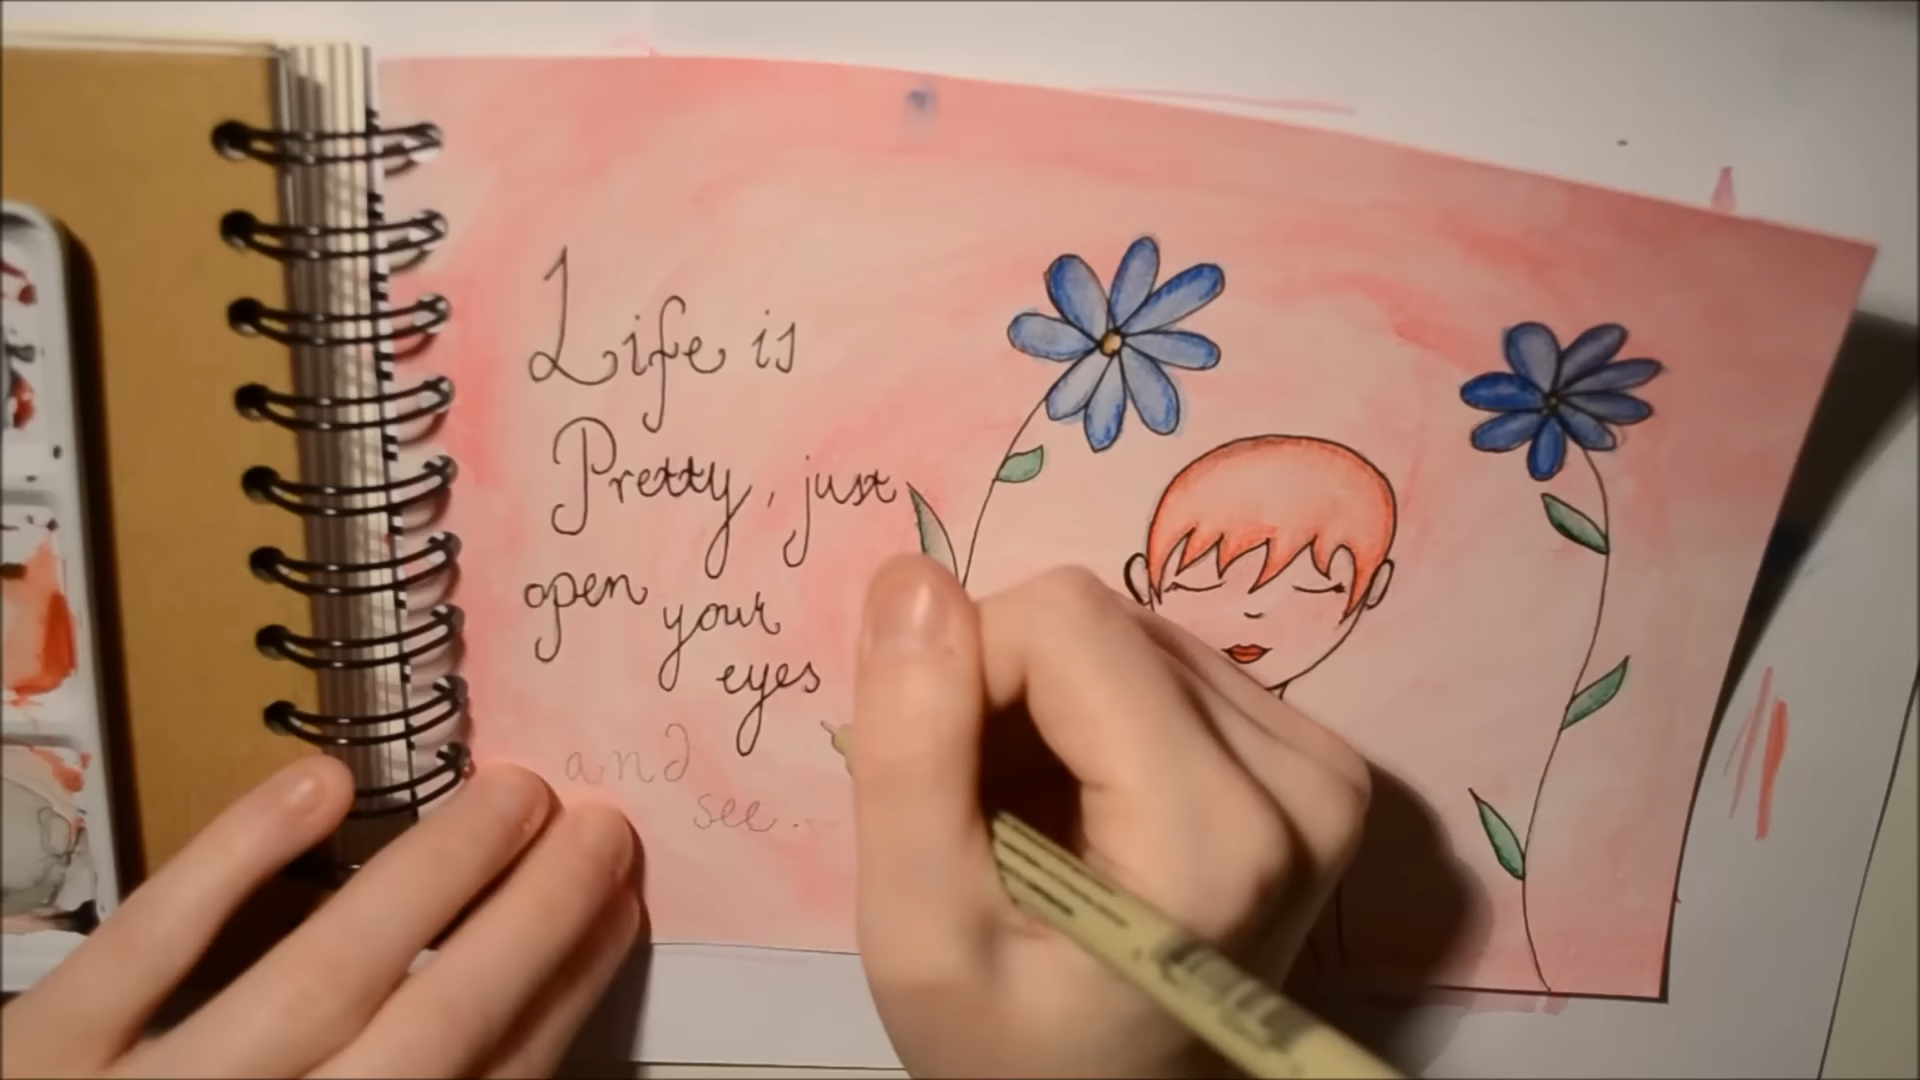 Life is
Pretty, just
open your
eyes
and
see.